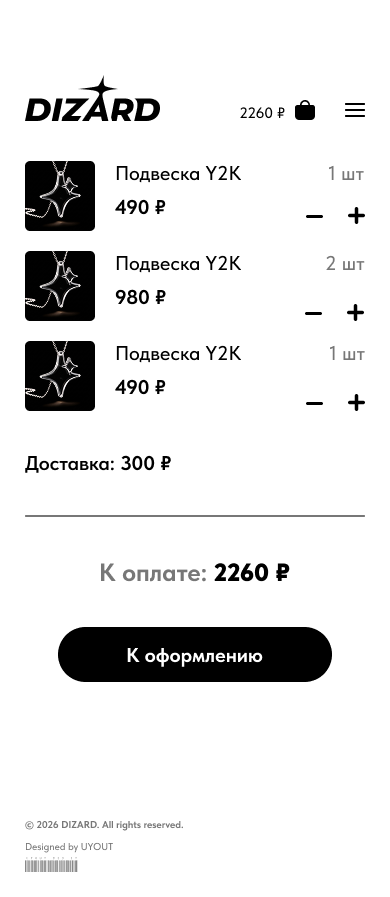 DIZARD
2260 ₽
Подвеска Y2K 1 шт
490 ₽
Подвеска Y2K 2 шт
980 ₽
Подвеска Y2K 1 шт
490 ₽
Доставка: 300 ₽
К оплате: 2260 ₽
К оформлению
© 2026 DIZARD. All rights reserved.
Designed by UYOUT